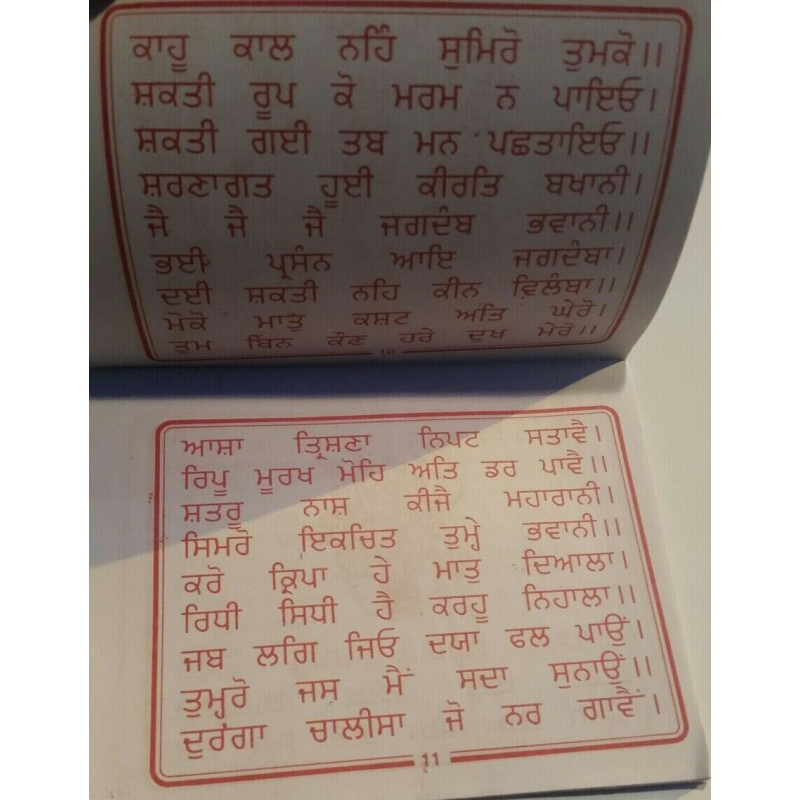 ਕਾਹੂ ਕਾਲ ਨਹਿੰ ਸੁਮਿਰੋ ਤੁਮਕੋ।।
ਸ਼ਕਤੀ ਰੂਪ ਕੋ ਮਰਮ ਨ ਪਾਇਓ।
ਸ਼ਕਤੀ ਗਈ ਤਬ ਮਨ ਪਛਤਾਇਓ।।
ਸ਼ਰਣਾਗਤ ਹੂਈ ਕੀਰਤਿ ਬਖਾਨੀ।
ਜੈ ਜੈ ਜੈ ਜਗਦੰਬ ਭਵਾਨੀ।।
ਭਈ ਪ੍ਰਸੰਨ ਆਇ ਜਗਦੰਬਾ।
ਦਈ ਸ਼ਕਤੀ ਨਹਿ ਕੀਨ ਵਿਲੰਬਾ।।
ਮੋਕੋ ਮਾਤੁ ਕਸ਼ਟ ਅਤਿ ਘੇਰੋ।
ਤੁਮ ਬਿਨ ਕੌਣ ਹਰੇ ਦੁਖ ਮੇਰੋ।।
10
ਆਸ਼ਾ ਤ੍ਰਿਸ਼ਣਾ ਨਿਪਟ ਸਤਾਵੈ।
ਰਿਪੂ ਮੂਰਖ ਮੋਹਿ ਅਤਿ ਡਰ ਪਾਵੈ।।
ਸ਼ਤਰੂ ਨਾਸ਼ ਕੀਜੈ ਮਹਾਰਾਨੀ।
ਸਿਮਰੋਂ ਇਕਚਿਤ ਤੁਮ੍ਹੇ ਭਵਾਨੀ।।
ਕਰੋ ਕ੍ਰਿਪਾ ਹੇ ਮਾਤੁ ਦਿਆਲਾ।
ਰਿਧੀ ਸਿਧੀ ਹੈ ਕਰਹੂ ਨਿਹਾਲਾ।।
ਜਬ ਲਗਿ ਜਿਓ ਦਯਾ ਫਲ ਪਾਉਂ।
ਤੁਮ੍ਹਰੋ ਜਸ ਮੈਂ ਸਦਾ ਸੁਨਾਉਂ।।
ਦੁਰਗਾ ਚਾਲੀਸਾ ਜੋ ਨਰ ਗਾਵੈਂ।
11